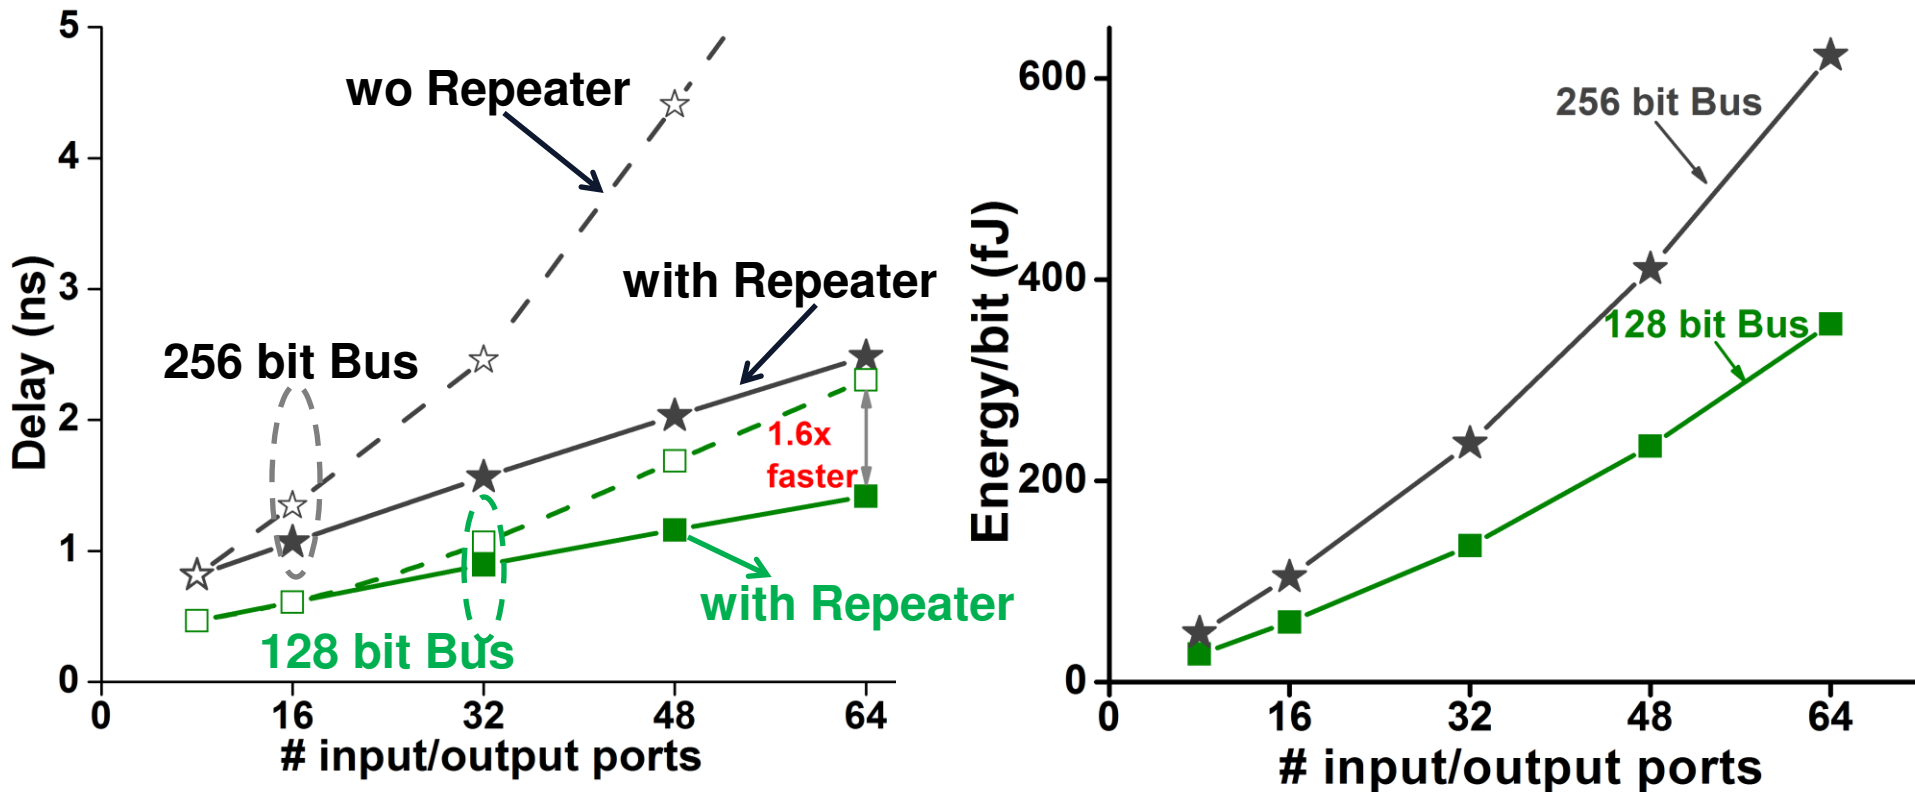 5
4
3
2
1
0
Delay (ns)
wo Repeater
with Repeater
256 bit Bus
1.6x
faster
with Repeater
128 bit Bus
0
16
32
48
64
# input/output ports
600
400
200
0
Energy/bit (fJ)
256 bit Bus
128 bit Bus
0
16
32
48
64
# input/output ports